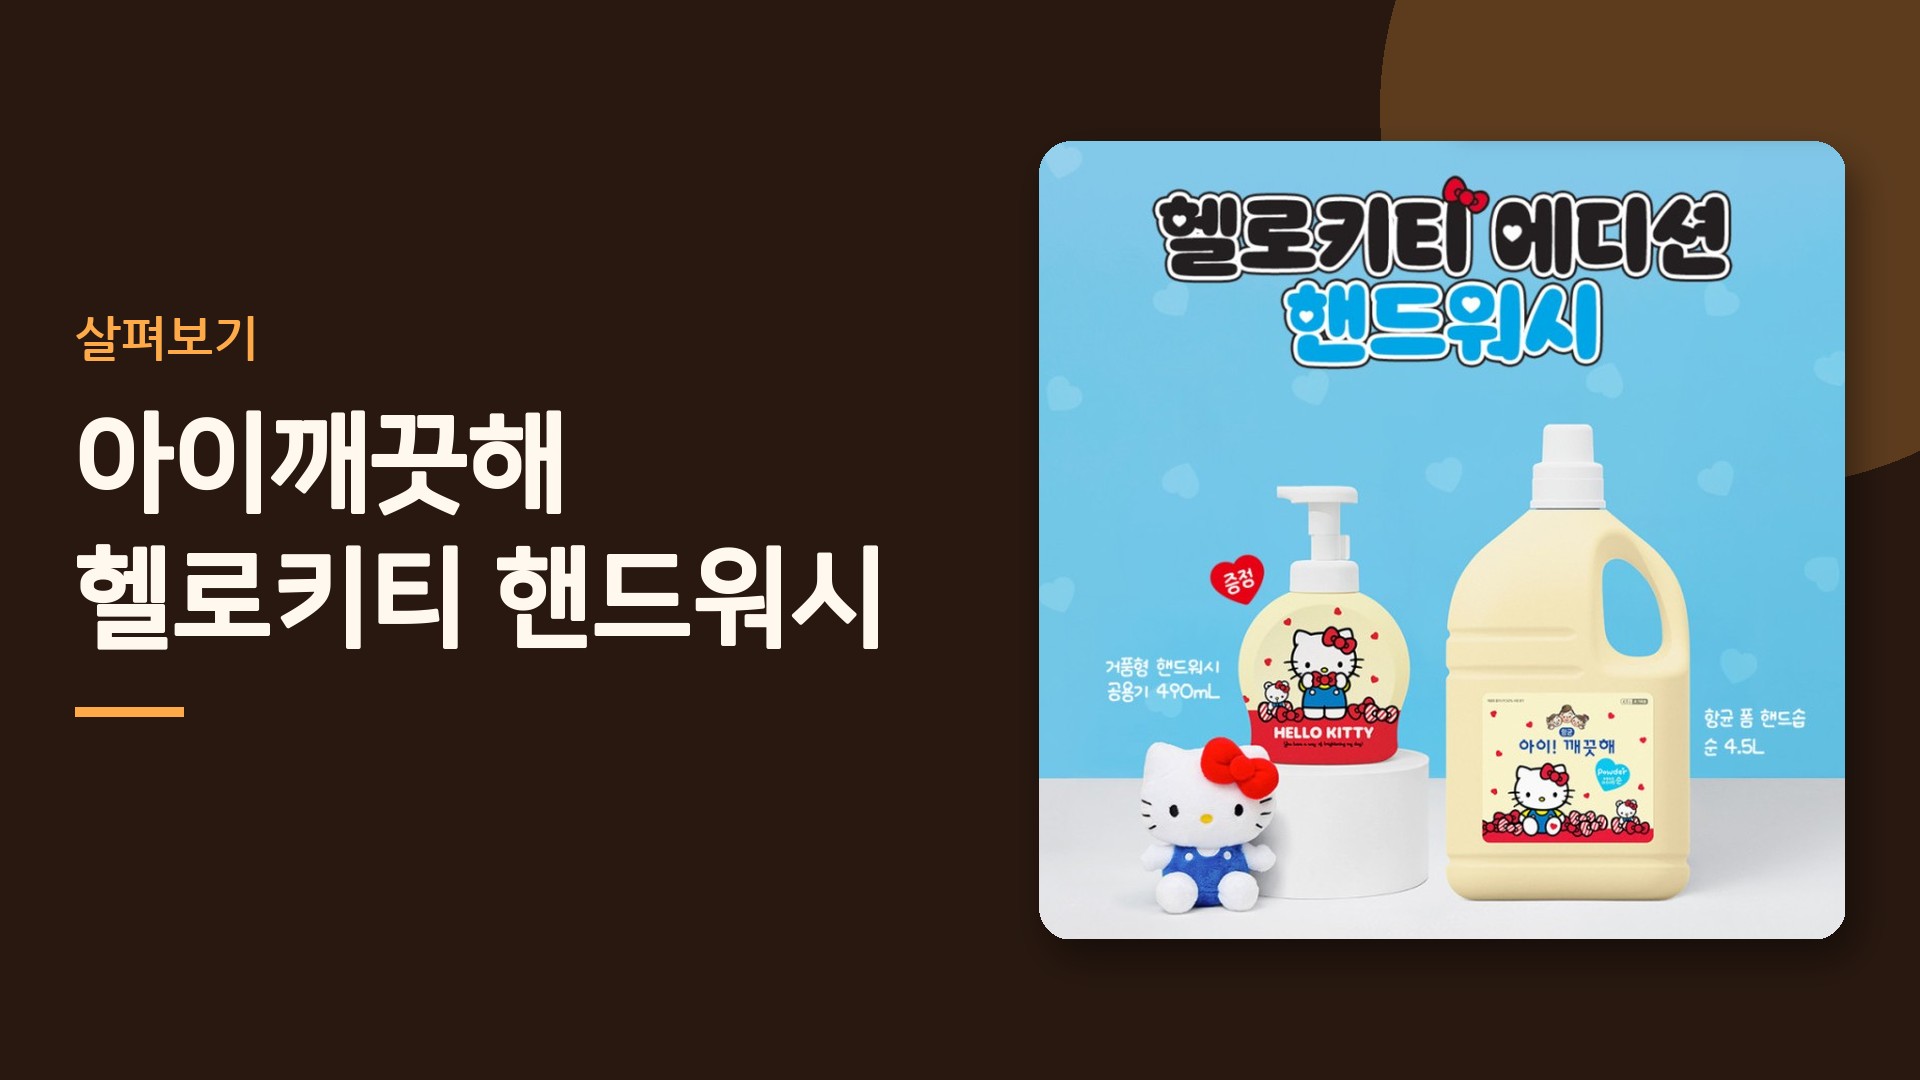 살펴보기
아이깨끗해
헬로키티 핸드워시
헬로키티 에디션
핸드워시
증정
거품형 핸드워시
공용기 490mL
HELLO KITTY
항균 폼 핸드솝
순 4.5L
항균
아이! 깨끗해
Powder